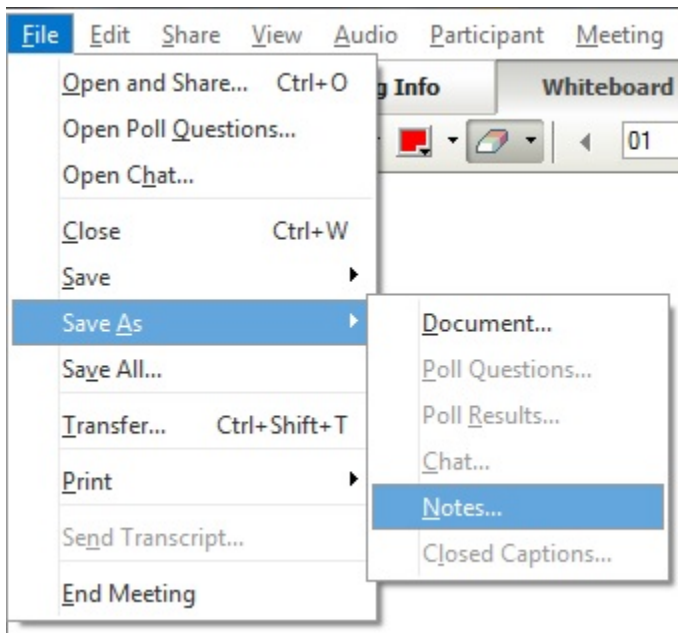 File Edit Share View Audio Participant Meeting
Open and Share... Ctrl+O
g Info
Whiteboard
Open Poll Questions...
01
Open Chat...
Close Ctrl+W
Save
Save As
Document...
Save All...
Poll Questions...
Transfer... Ctrl+Shift+T
Poll Results...
Chat...
Print
Notes...
Send Transcript...
Closed Captions...
End Meeting